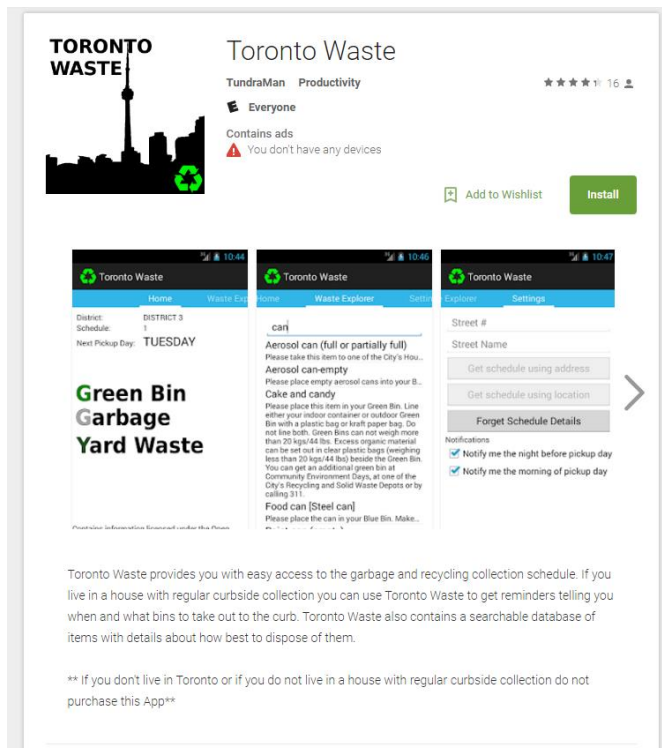 TORONTO
WASTE
Toronto Waste
TundraMan Productivity
16
E Everyone
Contains ads
You don't have any devices
Add to Wishlist
Install
10:44
Toronto Waste
Home Waste Exp
District: DISTRICT 3
Schedule: 1
Next Pickup Day: TUESDAY
Green Bin
Garbage
Yard Waste
Contains information licensed under the Open
10:46
Toronto Waste
Home Waste Explorer Settin
can
Aerosol can (full or partially full)
Please take this item to one of the City's Hou...
Aerosol can-empty
Please place empty aerosol cans into your B...
Cake and candy
Please place this item in your Green Bin. Line
either your indoor container or outdoor Green
Bin with a plastic bag or kraft paper bag. Do
not line both. Green Bins can not weigh more
than 20 kgs/44 lbs. Excess organic material
can be set out in clear plastic bags (weighing
less than 20 kgs/44 lbs) beside the Green Bin.
You can get an additional green bin at
Community Environment Days, at one of the
City's Recycling and Solid Waste Depots or by
calling 311.
Food can [Steel can]
Please place the can in your Blue Bin. Make...
10:47
Toronto Waste
Explorer Settings
Street #
Street Name
Get schedule using address
Get schedule using location
Forget Schedule Details
Notifications
Notify me the night before pickup day
Notify me the morning of pickup day
Toronto Waste provides you with easy access to the garbage and recycling collection schedule. If you
live in a house with regular curbside collection you can use Toronto Waste to get reminders telling you
when and what bins to take out to the curb. Toronto Waste also contains a searchable database of
items with details about how best to dispose of them.
** If you don't live in Toronto or if you do not live in a house with regular curbside collection do not
purchase this App**